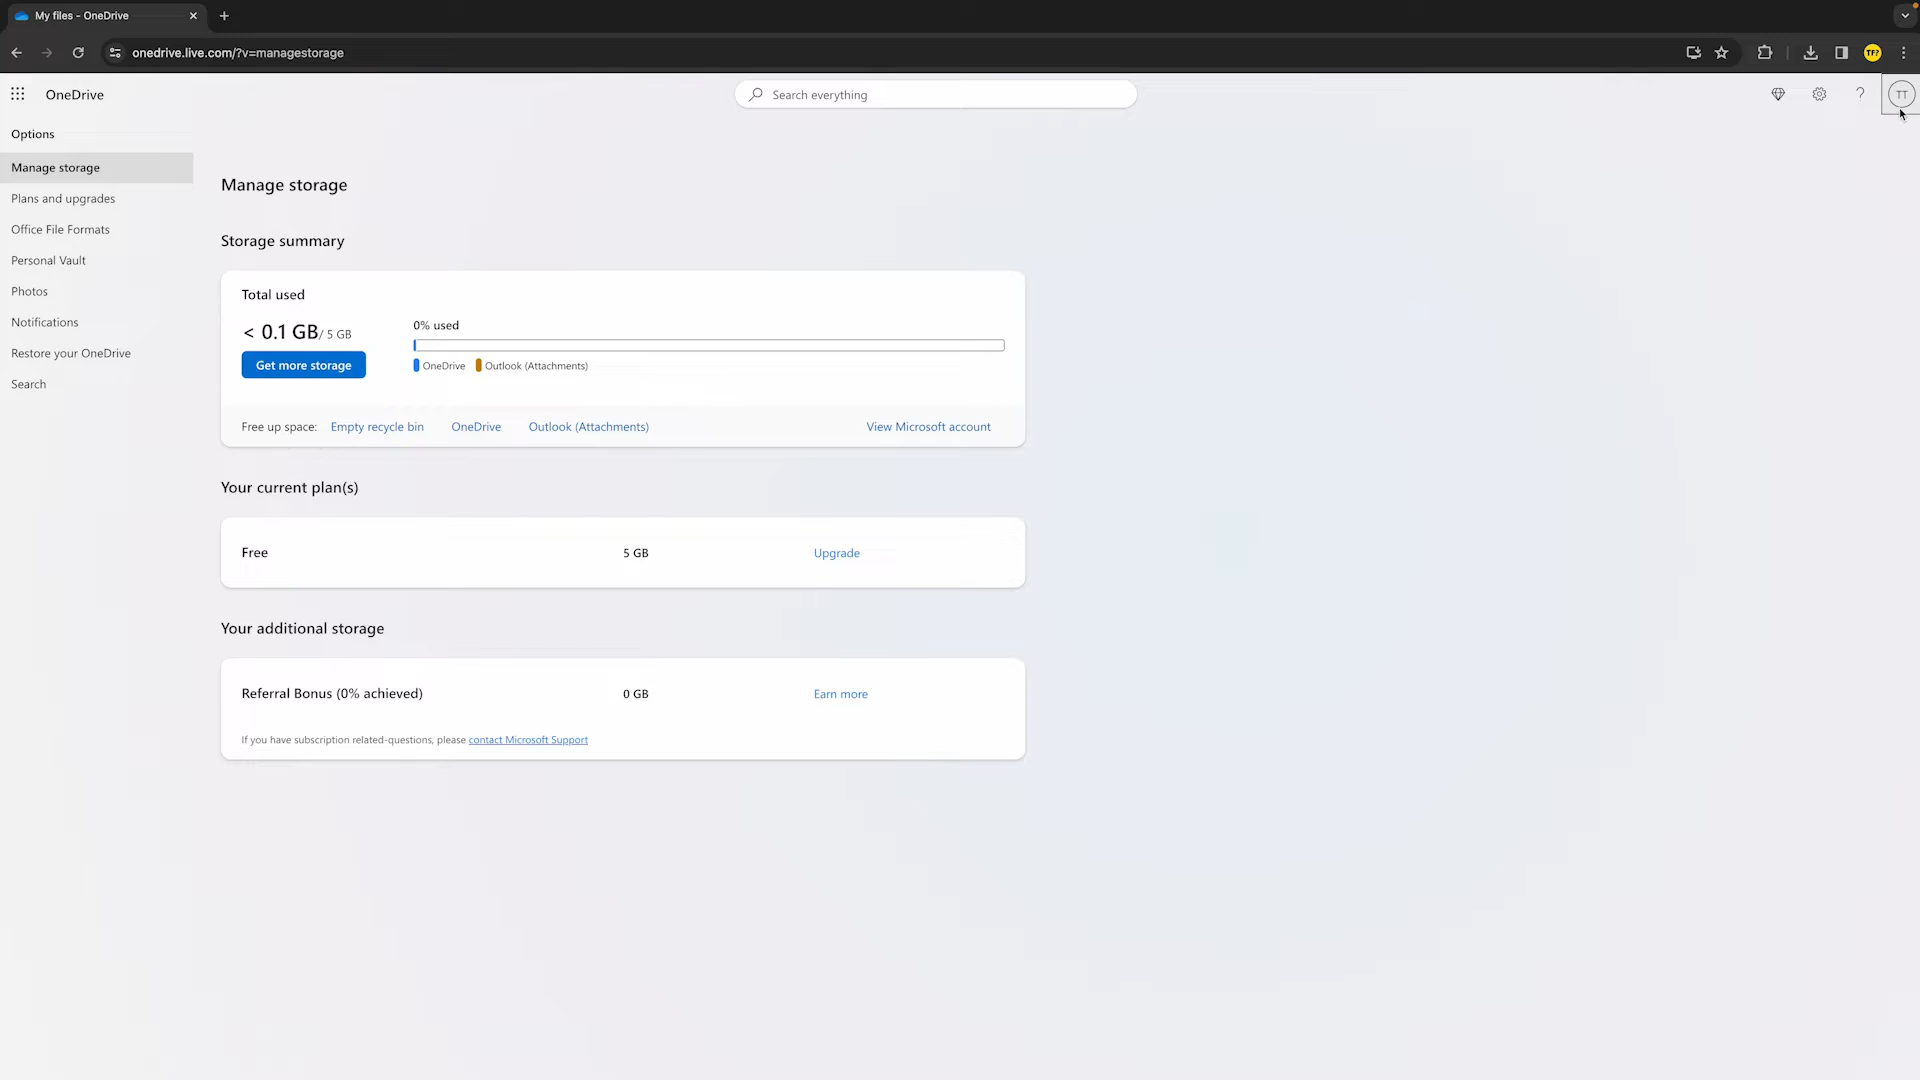 My files - OneDrive
onedrive.live.com/?v=managestorage
TF?
OneDrive
Search everything
TT
Options
Manage storage
Plans and upgrades
Office File Formats
Personal Vault
Photos
Notifications
Restore your OneDrive
Search
Manage storage
Storage summary
Total used
< 0.1 GB/ 5 GB
0% used
Get more storage
OneDrive Outlook (Attachments)
Free up space: Empty recycle bin OneDrive Outlook (Attachments) View Microsoft account
Your current plan(s)
Free 5 GB Upgrade
Your additional storage
Referral Bonus (0% achieved) 0 GB Earn more
If you have subscription related-questions, please contact Microsoft Support